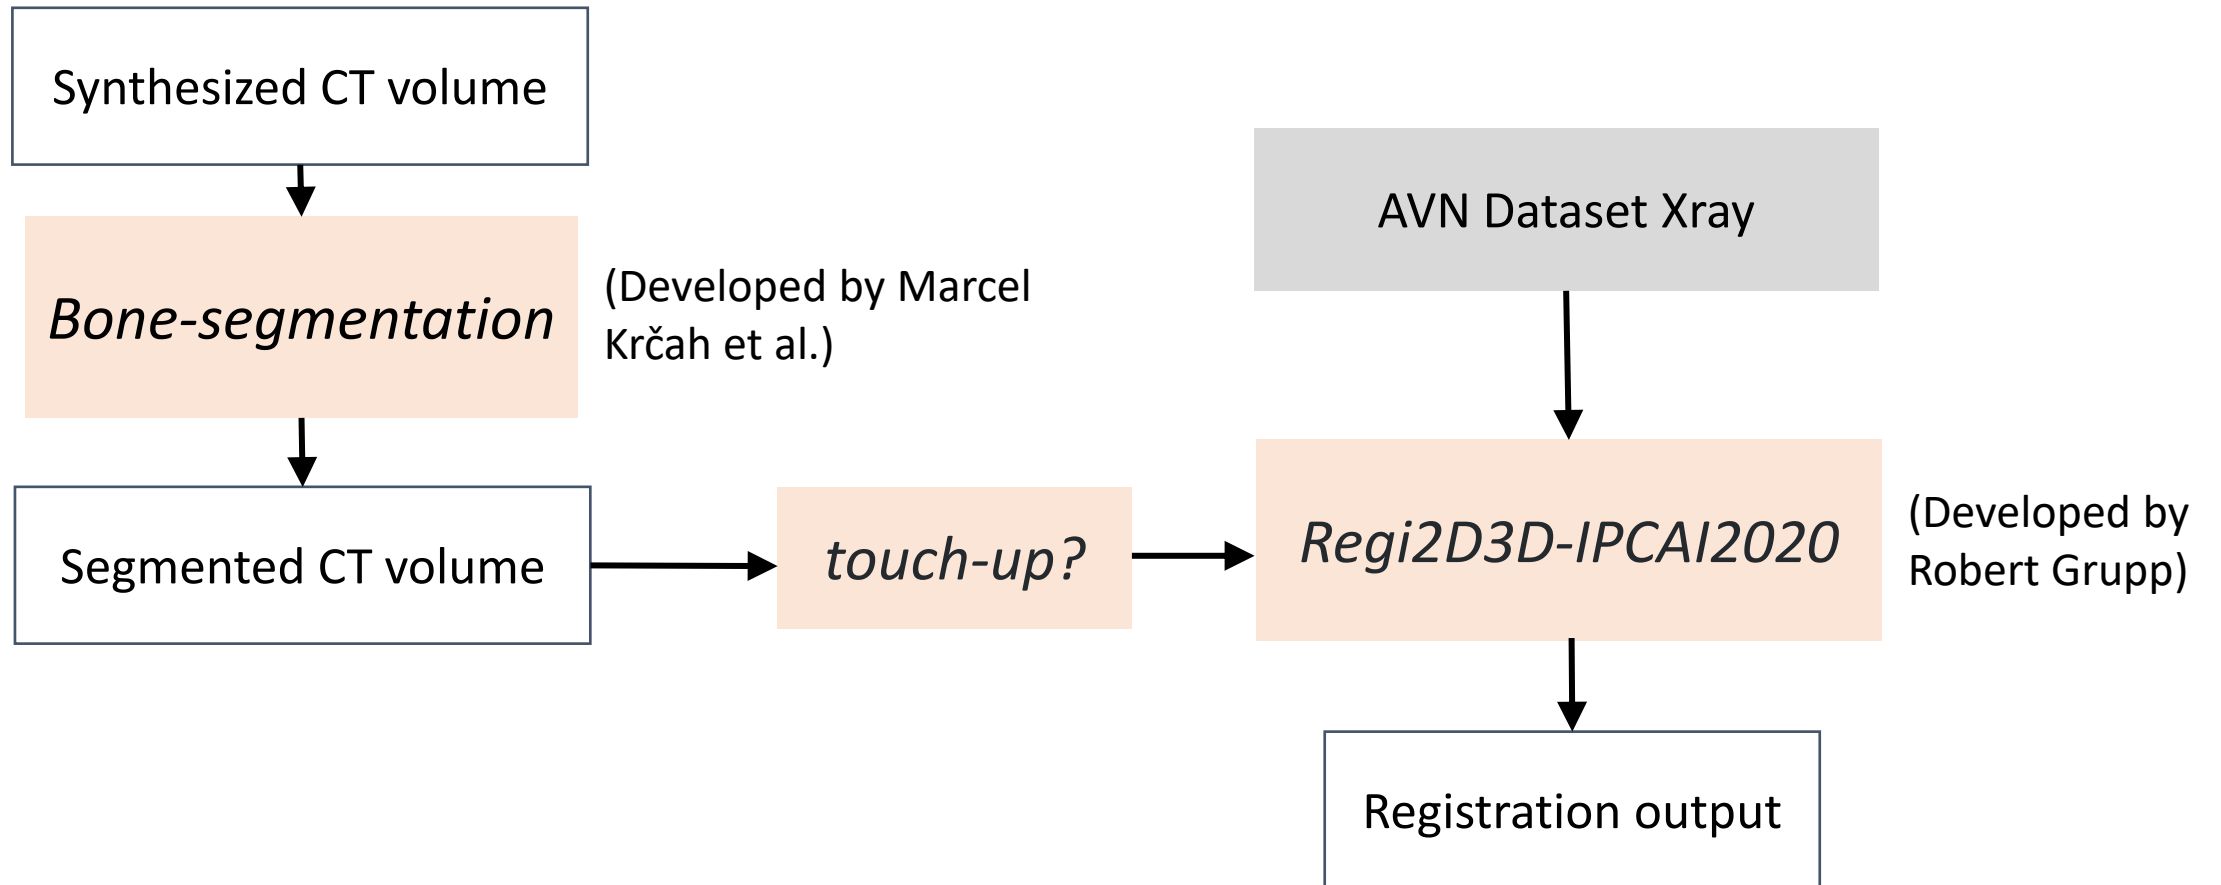 Synthesized CT volume
Bone-segmentation
(Developed by Marcel
Krčah et al.)
Segmented CT volume
touch-up?
AVN Dataset Xray
Regi2D3D-IPCAI2020
(Developed by
Robert Grupp)
Registration output